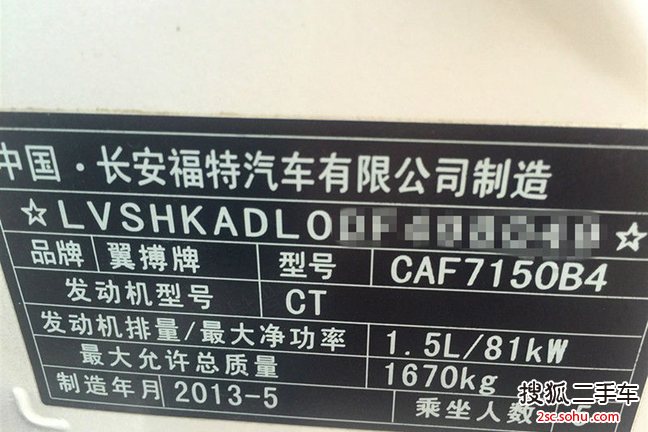 中国·长安福特汽车有限公司制造
☆LVSHKADL0 ☆
品牌 翼搏牌 型号 CAF7150B4
发动机型号 CT
发动机排量/最大净功率 1.5L/81kW
最大允许总质量 1670kg
制造年月 2013-5 乘坐人数
搜狐二手车
2sc.sohu.com